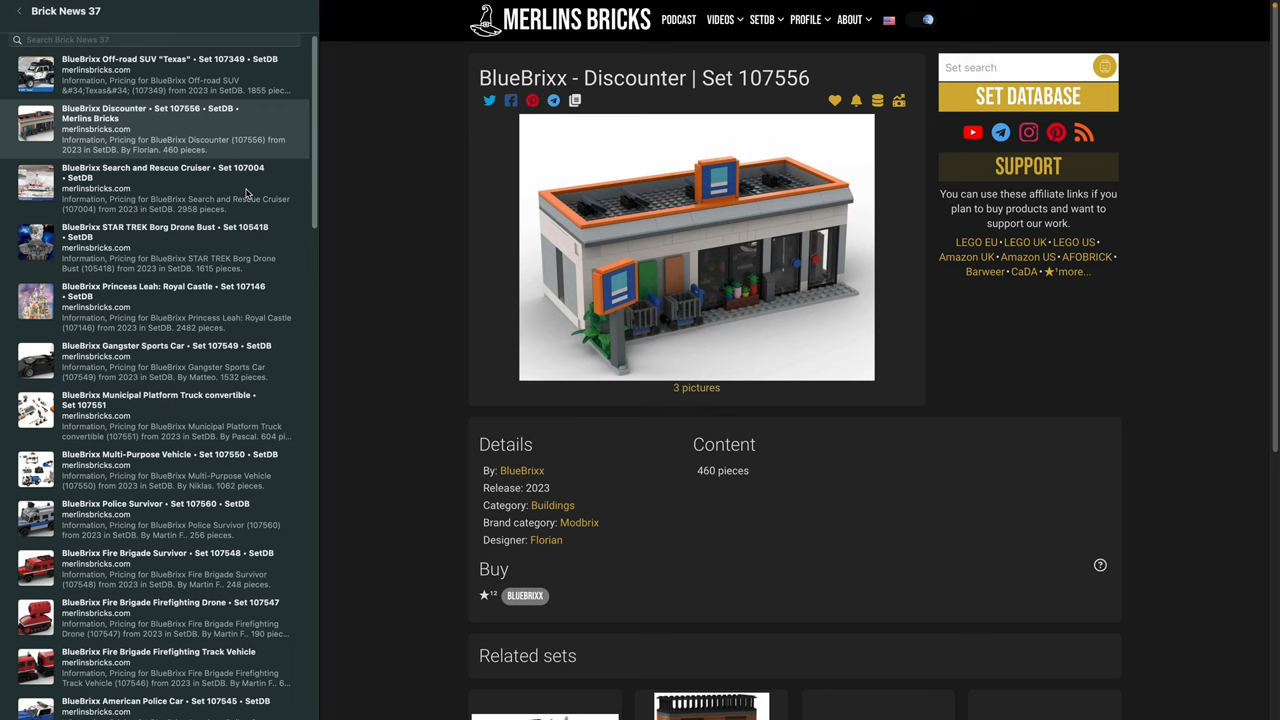 Brick News 37
Search Brick News 37
BlueBrixx Off-road SUV "Texas" • Set 107349 • SetDB
merlinsbricks.com
Information, Pricing for BlueBrixx Off-road SUV
&#34;Texas&#34; (107349) from 2023 in SetDB. 1855 piec...
BlueBrixx Discounter • Set 107556 • SetDB •
Merlins Bricks
merlinsbricks.com
Information, Pricing for BlueBrixx Discounter (107556) from
2023 in SetDB. By Florian. 460 pieces.
BlueBrixx Search and Rescue Cruiser • Set 107004
• SetDB
merlinsbricks.com
Information, Pricing for BlueBrixx Search and Rescue Cruiser
(107004) from 2023 in SetDB. 2958 pieces.
BlueBrixx STAR TREK Borg Drone Bust • Set 105418
• SetDB
merlinsbricks.com
Information, Pricing for BlueBrixx STAR TREK Borg Drone
Bust (105418) from 2023 in SetDB. 1615 pieces.
BlueBrixx Princess Leah: Royal Castle • Set 107146
• SetDB
merlinsbricks.com
Information, Pricing for BlueBrixx Princess Leah: Royal Castle
(107146) from 2023 in SetDB. 2482 pieces.
BlueBrixx Gangster Sports Car • Set 107549 • SetDB
merlinsbricks.com
Information, Pricing for BlueBrixx Gangster Sports Car
(107549) from 2023 in SetDB. By Matteo. 1532 pieces.
BlueBrixx Municipal Platform Truck convertible •
Set 107551
merlinsbricks.com
Information, Pricing for BlueBrixx Municipal Platform Truck
convertible (107551) from 2023 in SetDB. By Pascal. 604 pi...
BlueBrixx Multi-Purpose Vehicle • Set 107550 • SetDB
merlinsbricks.com
Information, Pricing for BlueBrixx Multi-Purpose Vehicle
(107550) from 2023 in SetDB. By Niklas. 1062 pieces.
BlueBrixx Police Survivor • Set 107560 • SetDB
merlinsbricks.com
Information, Pricing for BlueBrixx Police Survivor (107560)
from 2023 in SetDB. By Martin F.. 256 pieces.
BlueBrixx Fire Brigade Survivor • Set 107548 • SetDB
merlinsbricks.com
Information, Pricing for BlueBrixx Fire Brigade Survivor
(107548) from 2023 in SetDB. By Martin F.. 248 pieces.
BlueBrixx Fire Brigade Firefighting Drone • Set 107547
merlinsbricks.com
Information, Pricing for BlueBrixx Fire Brigade Firefighting
Drone (107547) from 2023 in SetDB. By Martin F.. 190 piec...
BlueBrixx Fire Brigade Firefighting Track Vehicle
merlinsbricks.com
Information, Pricing for BlueBrixx Fire Brigade Firefighting
Track Vehicle (107546) from 2023 in SetDB. By Martin F.. 6...
BlueBrixx American Police Car • Set 107545 • SetDB
merlinsbricks.com
MERLINS BRICKS
PODCAST VIDEOS SETDB PROFILE ABOUT
BlueBrixx - Discounter | Set 107556
3 pictures
Details
By: BlueBrixx
Release: 2023
Category: Buildings
Brand category: Modbrix
Designer: Florian
Content
460 pieces
Buy
★12 BLUEBRIXX
Related sets
Set search
SET DATABASE
SUPPORT
You can use these affiliate links if you
plan to buy products and want to
support our work.
LEGO EU • LEGO UK • LEGO US •
Amazon UK • Amazon US • AFOBRICK •
Barweer • CaDA • ★¹more...